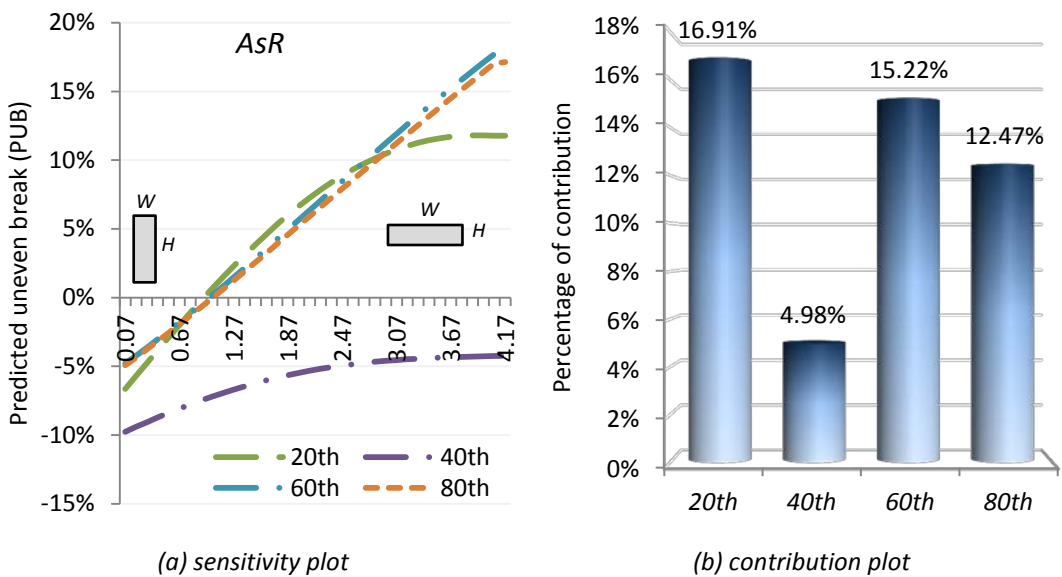 AsR
Predicted uneven break (PUB)
20%
15%
10%
5%
0%
-5%
-10%
-15%
W
H
W
H
0.07
0.67
1.27
1.87
2.47
3.07
3.67
4.17
20th
40th
60th
80th
(a) sensitivity plot
Percentage of contribution
18%
16%
14%
12%
10%
8%
6%
4%
2%
0%
16.91%
4.98%
15.22%
12.47%
20th
40th
60th
80th
(b) contribution plot